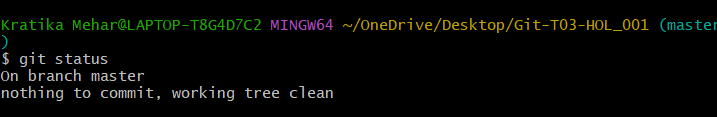 Kratika Mehar@LAPTOP-T8G4D7C2 MINGW64 ~/OneDrive/Desktop/Git-T03-HOL_001 (master
)
$ git status
On branch master
nothing to commit, working tree clean